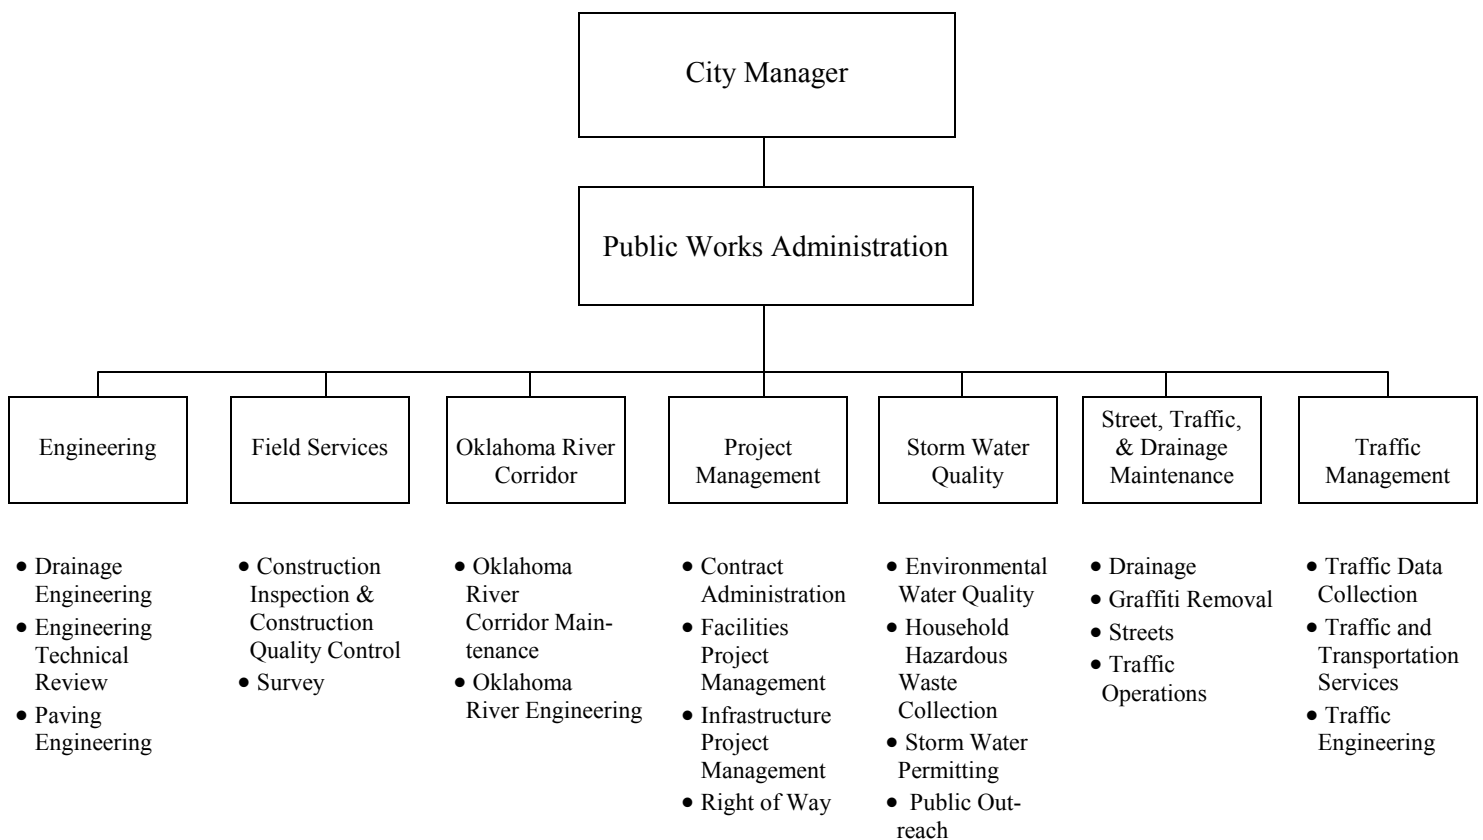 City Manager
Public Works Administration
Engineering
Field Services
Oklahoma River
Corridor
Project
Management
Storm Water
Quality
Street, Traffic,
& Drainage
Maintenance
Traffic
Management
• Drainage
Engineering
• Engineering
Technical
Review
• Paving
Engineering
• Construction
Inspection &
Construction
Quality Control
• Survey
• Oklahoma
River
Corridor Main-
tenance
• Oklahoma
River Engineering
• Contract
Administration
• Facilities
Project
Management
• Infrastructure
Project
Management
• Right of Way
• Environmental
Water Quality
• Household
Hazardous
Waste
Collection
• Storm Water
Permitting
• Public Out-
reach
• Drainage
• Graffiti Removal
• Streets
• Traffic
Operations
• Traffic Data
Collection
• Traffic and
Transportation
Services
• Traffic
Engineering